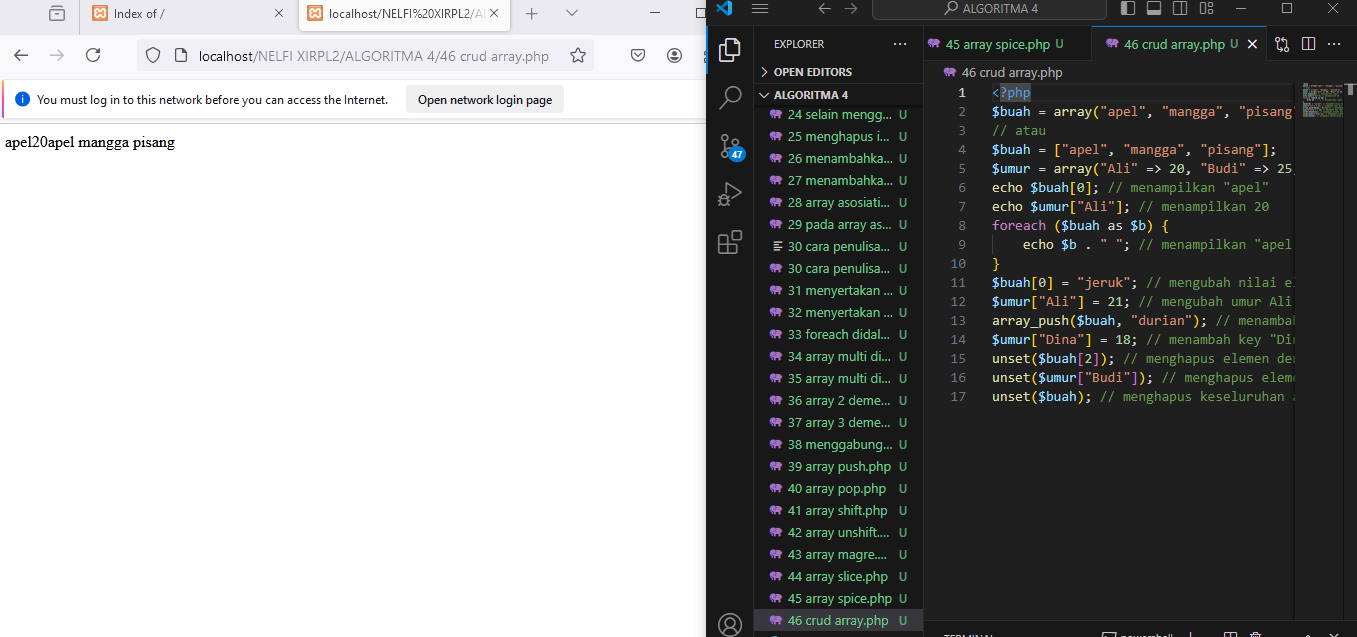 Index of /
localhost/NELFI%20XIRPL2/Al
localhost/NELFI XIRPL2/ALGORITMA 4/46 crud array.php
You must log in to this network before you can access the Internet.
Open network login page
apel20apel mangga pisang
ALGORITMA 4
EXPLORER
45 array spice.php U
46 crud array.php U
OPEN EDITORS
46 crud array.php
ALGORITMA 4
24 selain mengg... U
25 menghapus i... U
26 menambahka... U
27 menambahka... U
28 array asosiati... U
29 pada array as... U
30 cara penulisa... U
30 cara penulisa... U
31 menyertakan ... U
32 menyertakan ... U
33 foreach didal... U
34 array multi di... U
35 array multi di... U
36 array 2 deme... U
37 array 3 deme... U
38 menggabung... U
39 array push.php U
40 array pop.php U
41 array shift.php U
42 array unshift.... U
43 array magre.... U
44 array slice.php U
45 array spice.php U
46 crud array.php U
47
1 <?php
2 $buah = array("apel", "mangga", "pisang"
3 // atau
4 $buah = ["apel", "mangga", "pisang"];
5 $umur = array("Ali" => 20, "Budi" => 25,
6 echo $buah[0]; // menampilkan "apel"
7 echo $umur["Ali"]; // menampilkan 20
8 foreach ($buah as $b) {
9 echo $b . " "; // menampilkan "apel
10 }
11 $buah[0] = "jeruk"; // mengubah nilai el
12 $umur["Ali"] = 21; // mengubah umur Ali
13 array_push($buah, "durian"); // menambah
14 $umur["Dina"] = 18; // menambah key "Din
15 unset($buah[2]); // menghapus elemen den
16 unset($umur["Budi"]); // menghapus eleme
17 unset($buah); // menghapus keseluruhan a